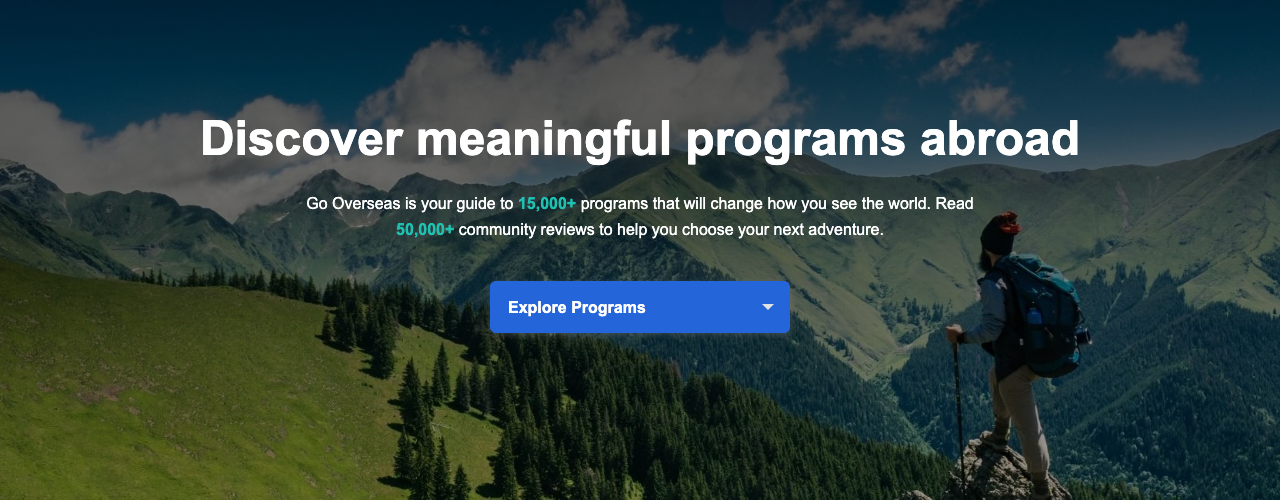 Discover meaningful programs abroad
Go Overseas is your guide to 15,000+ programs that will change how you see the world. Read
50,000+ community reviews to help you choose your next adventure.
Explore Programs